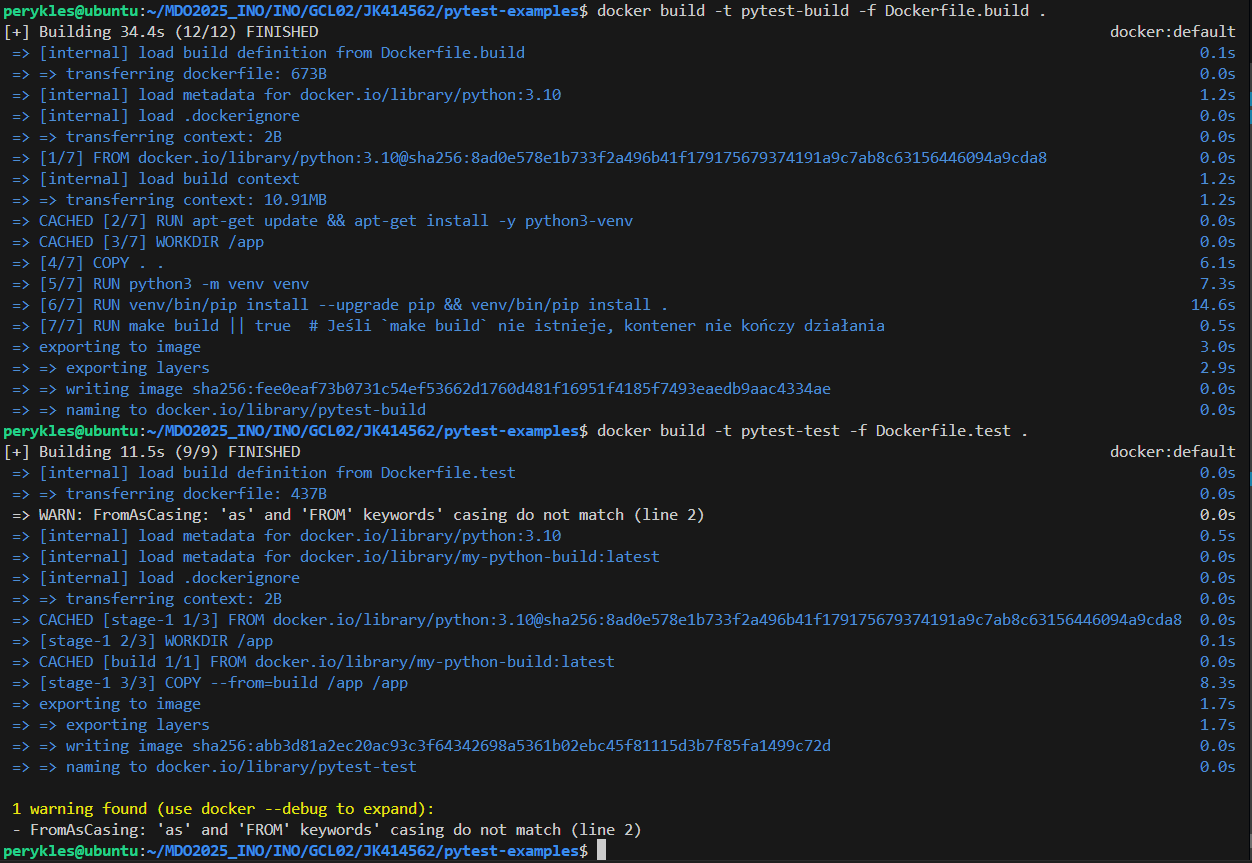 perykles@ubuntu:~/MDO2025_INO/INO/GCL02/JK414562/pytest-examples$ docker build -t pytest-build -f Dockerfile.build .
[+] Building 34.4s (12/12) FINISHED docker:default
=> [internal] load build definition from Dockerfile.build 0.1s
=> => transferring dockerfile: 673B 0.0s
=> [internal] load metadata for docker.io/library/python:3.10 1.2s
=> [internal] load .dockerignore 0.0s
=> => transferring context: 2B 0.0s
=> [1/7] FROM docker.io/library/python:3.10@sha256:8ad0e578e1b733f2a496b41f179175679374191a9c7ab8c63156446094a9cda8 0.0s
=> [internal] load build context 1.2s
=> => transferring context: 10.91MB 1.2s
=> CACHED [2/7] RUN apt-get update && apt-get install -y python3-venv 0.0s
=> CACHED [3/7] WORKDIR /app 0.0s
=> [4/7] COPY . . 6.1s
=> [5/7] RUN python3 -m venv venv 7.3s
=> [6/7] RUN venv/bin/pip install --upgrade pip && venv/bin/pip install . 14.6s
=> [7/7] RUN make build || true # Jeśli `make build` nie istnieje, kontener nie kończy działania 0.5s
=> exporting to image 3.0s
=> => exporting layers 2.9s
=> => writing image sha256:fee0eaf73b0731c54ef53662d1760d481f16951f4185f7493eaedb9aac4334ae 0.0s
=> => naming to docker.io/library/pytest-build 0.0s
perykles@ubuntu:~/MDO2025_INO/INO/GCL02/JK414562/pytest-examples$ docker build -t pytest-test -f Dockerfile.test .
[+] Building 11.5s (9/9) FINISHED docker:default
=> [internal] load build definition from Dockerfile.test 0.0s
=> => transferring dockerfile: 437B 0.0s
=> WARN: FromAsCasing: 'as' and 'FROM' keywords' casing do not match (line 2) 0.0s
=> [internal] load metadata for docker.io/library/python:3.10 0.5s
=> [internal] load metadata for docker.io/library/my-python-build:latest 0.0s
=> [internal] load .dockerignore 0.0s
=> => transferring context: 2B 0.0s
=> CACHED [stage-1 1/3] FROM docker.io/library/python:3.10@sha256:8ad0e578e1b733f2a496b41f179175679374191a9c7ab8c63156446094a9cda8 0.0s
=> [stage-1 2/3] WORKDIR /app 0.1s
=> CACHED [build 1/1] FROM docker.io/library/my-python-build:latest 0.0s
=> [stage-1 3/3] COPY --from=build /app /app 8.3s
=> exporting to image 1.7s
=> => exporting layers 1.7s
=> => writing image sha256:abb3d81a2ec20ac93c3f64342698a5361b02ebc45f81115d3b7f85fa1499c72d 0.0s
=> => naming to docker.io/library/pytest-test 0.0s
1 warning found (use docker --debug to expand):
- FromAsCasing: 'as' and 'FROM' keywords' casing do not match (line 2)
perykles@ubuntu:~/MDO2025_INO/INO/GCL02/JK414562/pytest-examples$